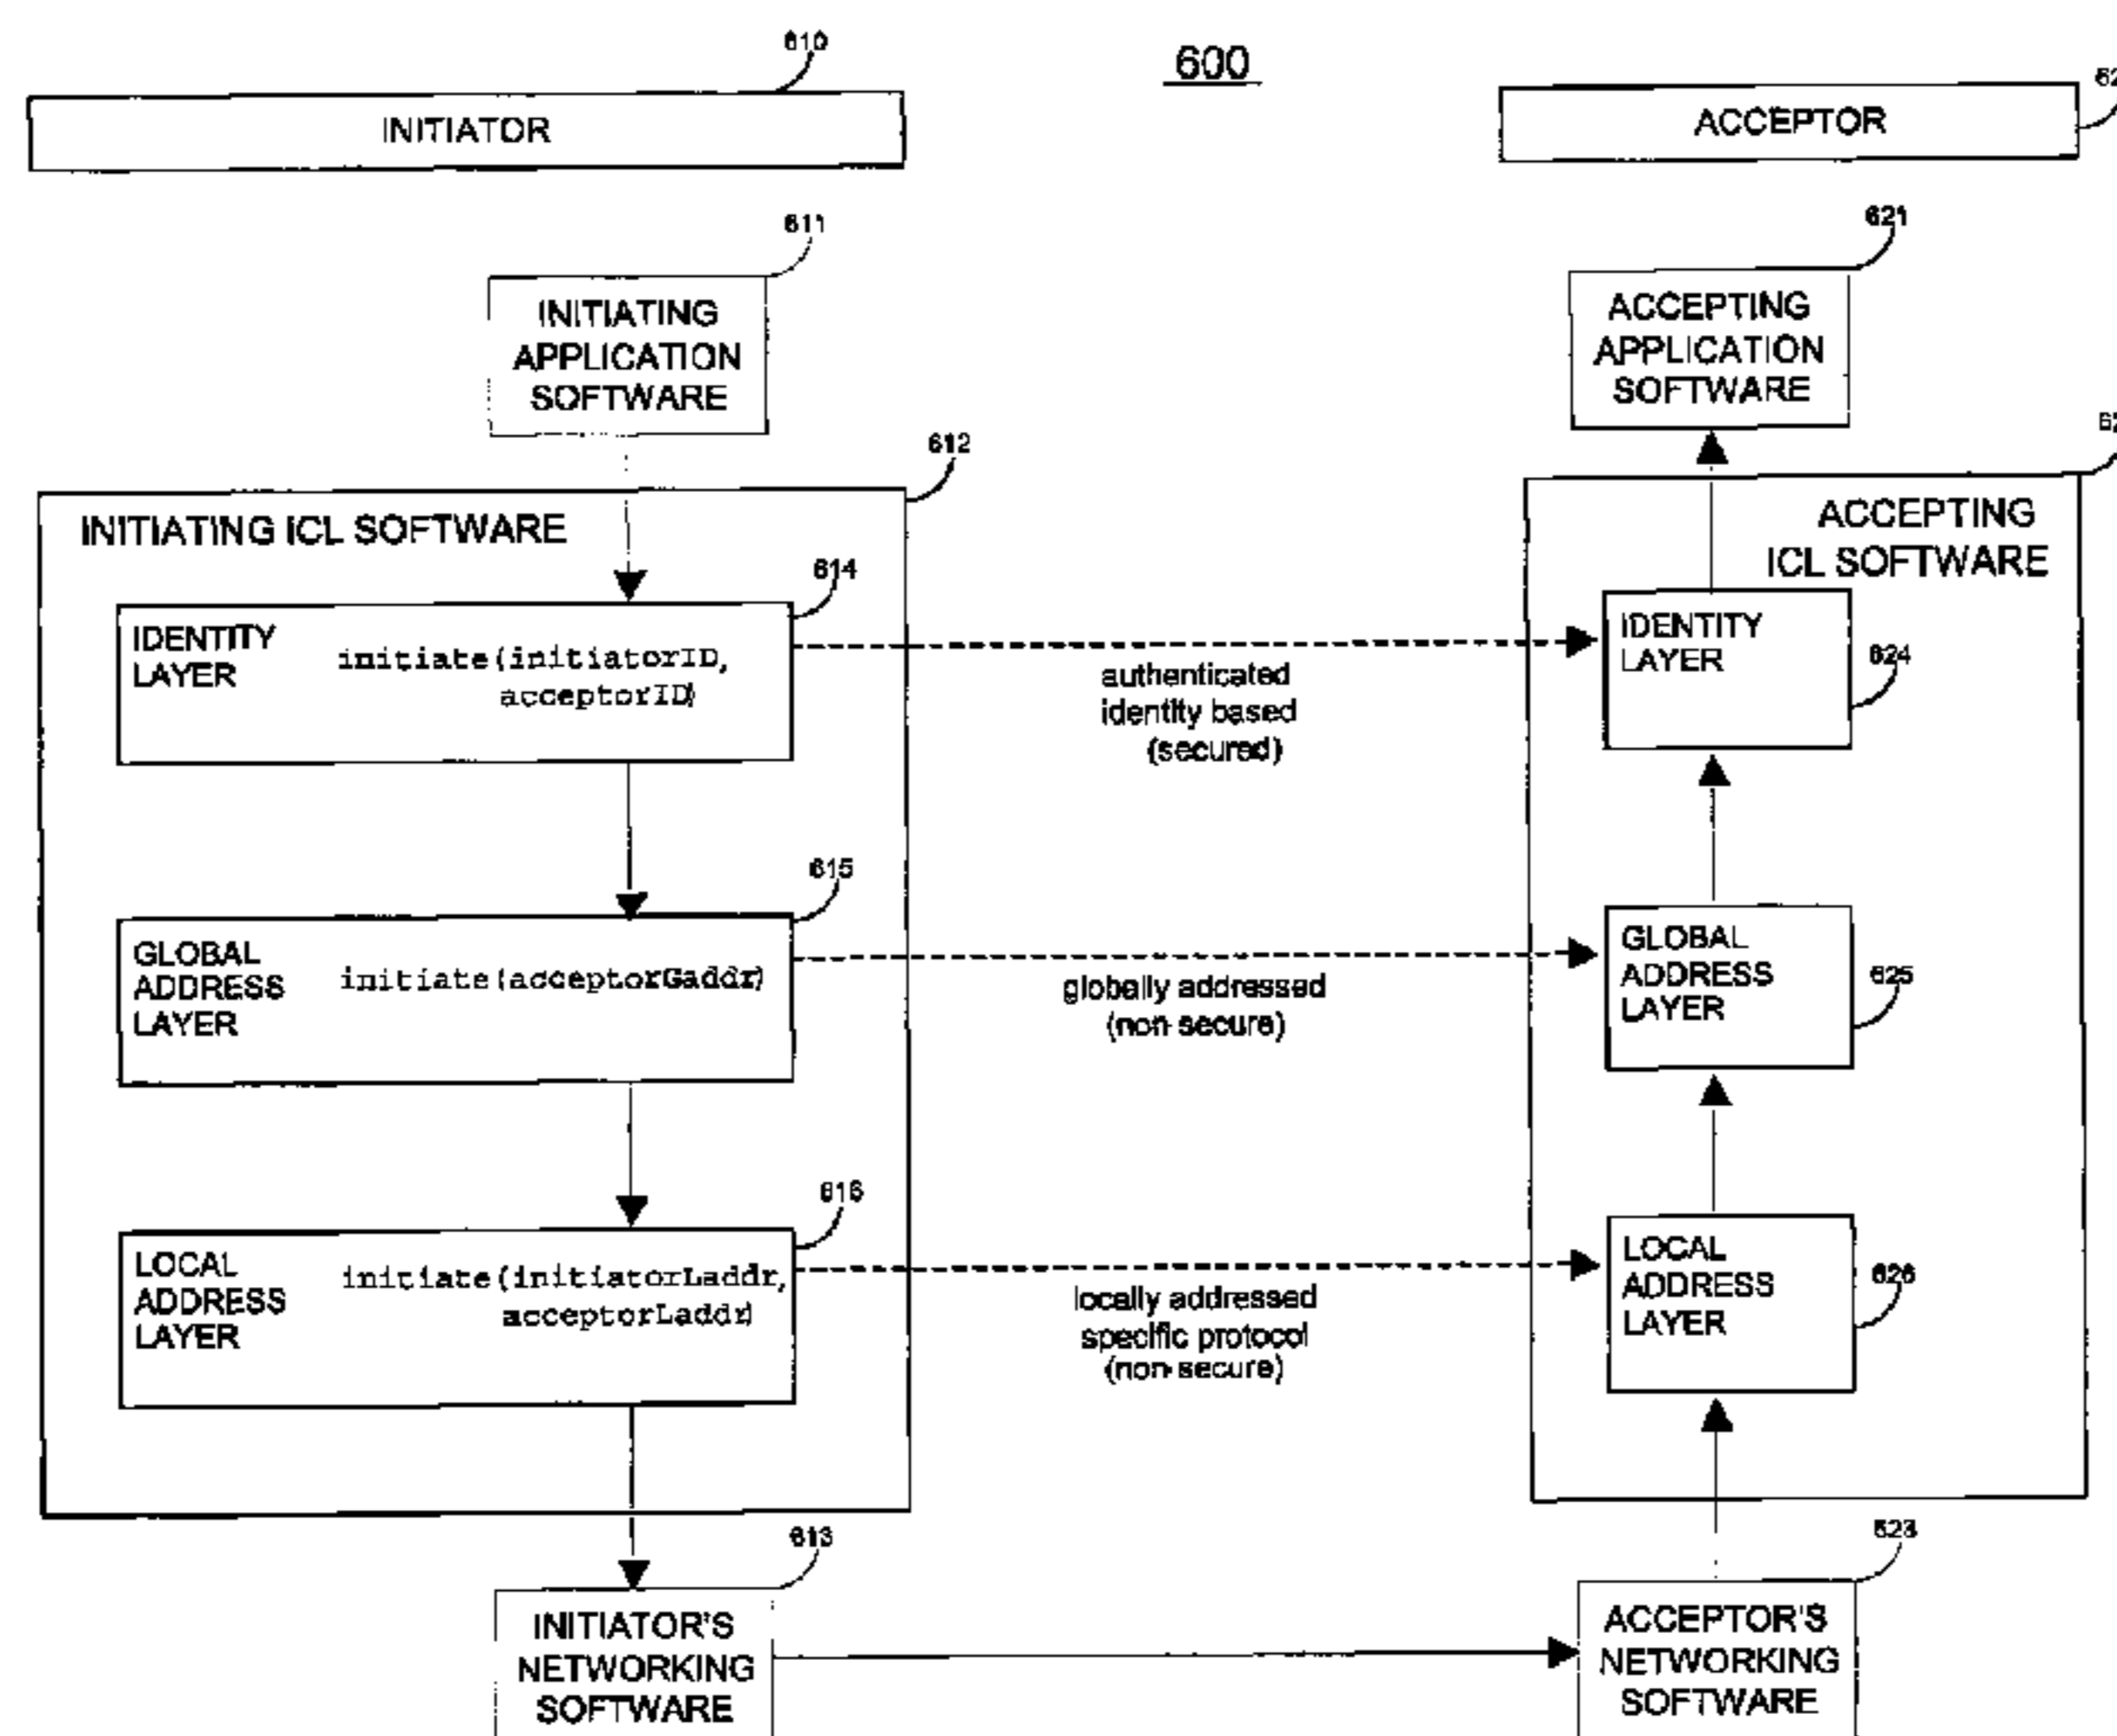 600
610
INITIATOR
611
INITIATING
APPLICATION
SOFTWARE
612
INITIATING ICL SOFTWARE
614
IDENTITY
LAYER
initiate(initiatorID,
acceptorID)
615
GLOBAL
ADDRESS
LAYER
initiate(acceptorGaddr)
616
LOCAL
ADDRESS
LAYER
initiate(initiatorLaddr,
acceptorLaddr)
613
INITIATOR'S
NETWORKING
SOFTWARE
authenticated
identity based
(secured)
globally addressed
(non-secure)
locally addressed
specific protocol
(non-secure)
ACCEPTOR
621
ACCEPTING
APPLICATION
SOFTWARE
ACCEPTING
ICL SOFTWARE
IDENTITY
LAYER
624
GLOBAL
ADDRESS
LAYER
625
LOCAL
ADDRESS
LAYER
626
623
ACCEPTOR'S
NETWORKING
SOFTWARE